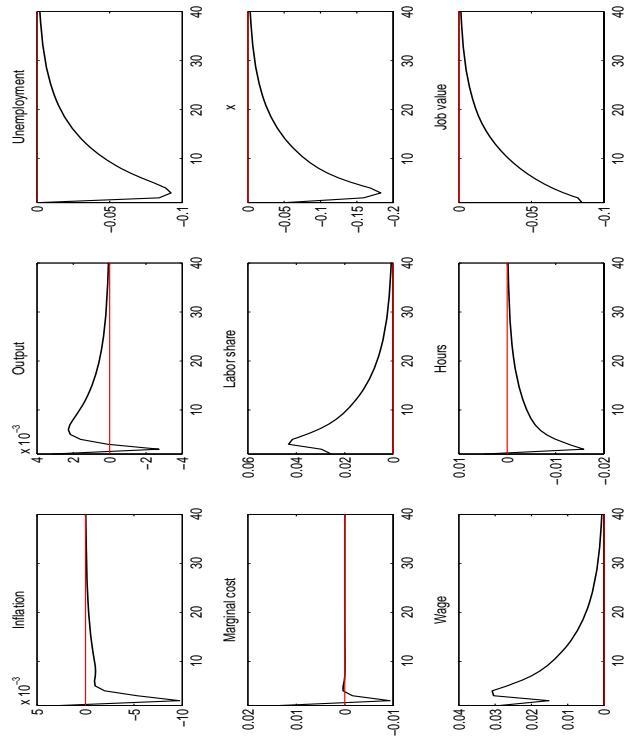 x 10⁻³
Inflation
5
0
−5
−10
10 20 30 40
x 10⁻³
Output
4
2
0
−2
−4
10 20 30 40
Unemployment
0
−0.05
−0.1
10 20 30 40
Marginal cost
0.02
0.01
0
−0.01
10 20 30 40
Labor share
0.06
0.04
0.02
0
10 20 30 40
x
0
−0.05
−0.1
−0.15
−0.2
10 20 30 40
Wage
0.04
0.03
0.02
0.01
0
10 20 30 40
Hours
0.01
0
−0.01
−0.02
10 20 30 40
Job value
0
−0.05
−0.1
10 20 30 40